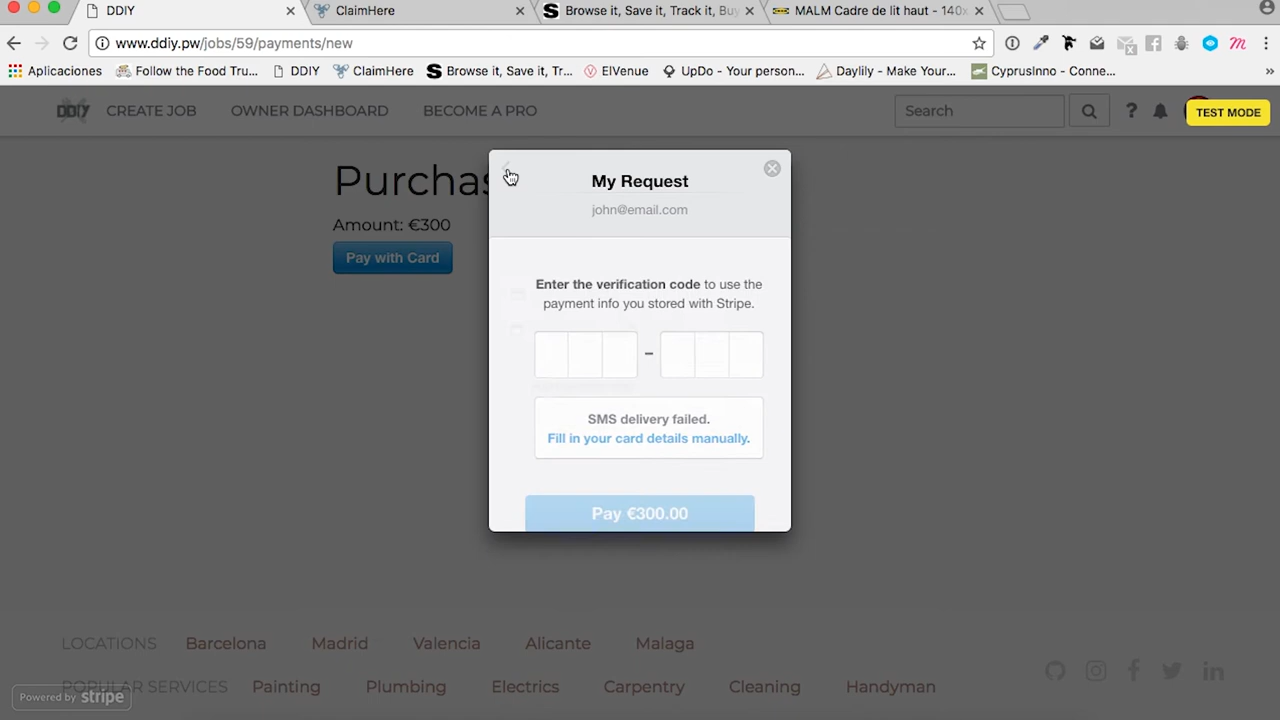 DDIY
ClaimHere
S Browse it, Save it, Track it, Buy
MALM Cadre de lit haut - 140x
www.ddiy.pw/jobs/59/payments/new
Aplicaciones
Follow the Food Tru...
DDIY
ClaimHere
S Browse it, Save it, Tr...
ElVenue
UpDo - Your person...
Daylily - Make Your...
CyprusInno - Conne...
»
DDIY
CREATE JOB
OWNER DASHBOARD
BECOME A PRO
Search
?
TEST MODE
Purchas
Amount: €300
Pay with Card
My Request
john@email.com
Enter the verification code to use the
payment info you stored with Stripe.
–
SMS delivery failed.
Fill in your card details manually.
Pay €300.00
LOCATIONS Barcelona Madrid Valencia Alicante Malaga
POPULAR SERVICES Painting Plumbing Electrics Carpentry Cleaning Handyman
Powered by stripe